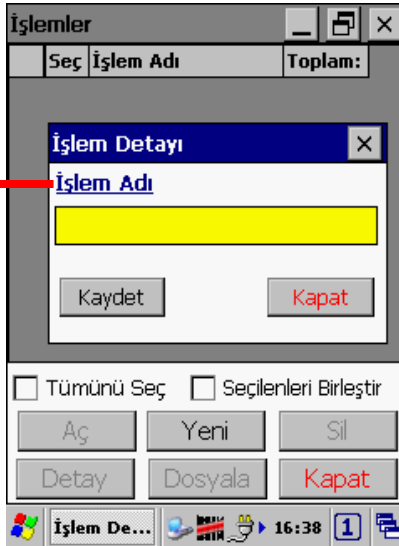 İşlemler
Seç İşlem Adı Toplam:
İşlem Detayı
İşlem Adı
Kaydet Kapat
Tümünü Seç Seçilenleri Birleştir
Aç Yeni Sil
Detay Dosyala Kapat
İşlem De... 16:38 1